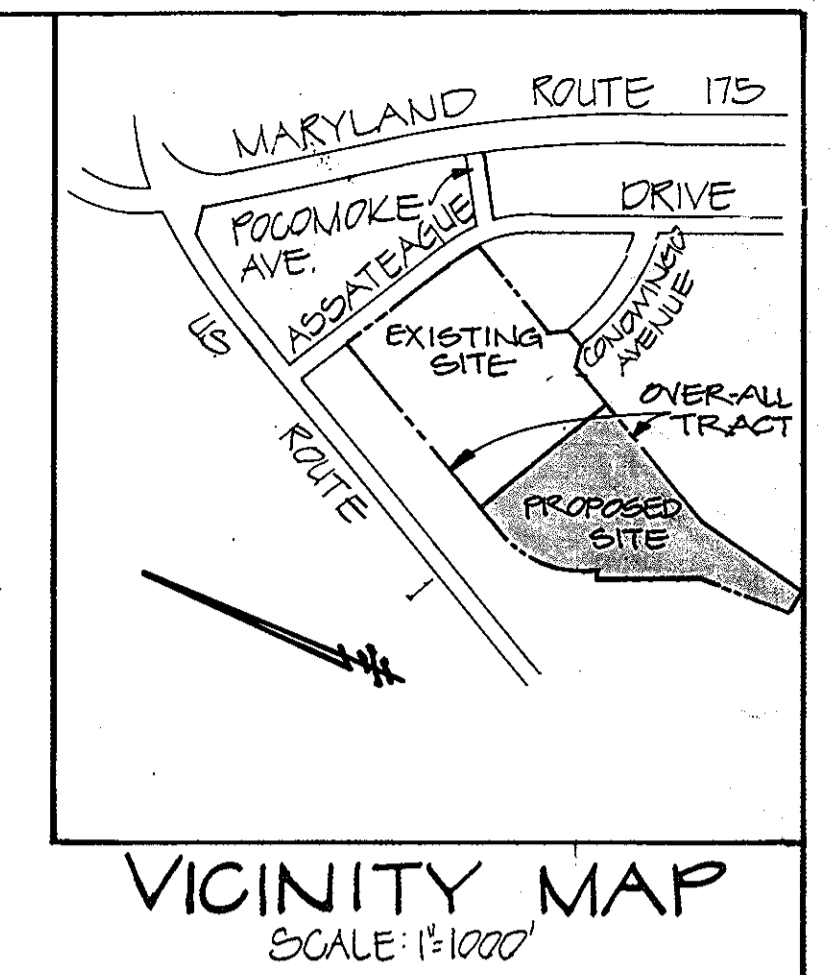 MARYLAND ROUTE 175
POCOMOKE
AVE.
ASSATEAGUE DRIVE
CONOWINGO
AVENUE
U.S. ROUTE 1
EXISTING
SITE
OVER-ALL
TRACT
PROPOSED
SITE
N
VICINITY MAP
SCALE: 1"=1000'